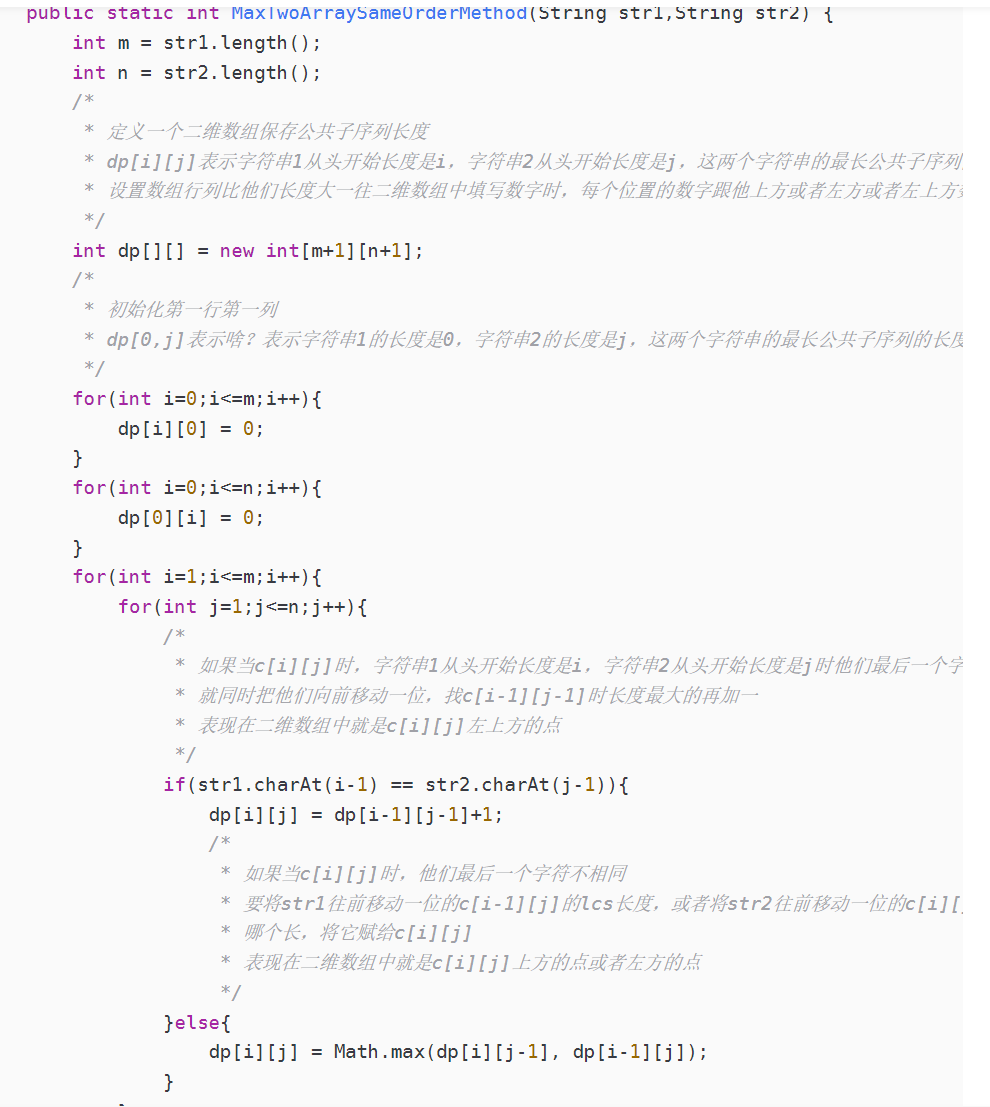 public static int MaxTwoArraySameOrderMethod(String str1,String str2) {
    int m = str1.length();
    int n = str2.length();
    /*
     * 定义一个二维数组保存公共子序列长度
     * dp[i][j]表示字符串1从头开始长度是i，字符串2从头开始长度是j，这两个字符串的最长公共子序列
     * 设置数组行列比他们长度大一往二维数组中填写数字时，每个位置的数字跟他上方或者左方或者左上方
     */
    int dp[][] = new int[m+1][n+1];
    /*
     * 初始化第一行第一列
     * dp[0,j]表示啥？表示字符串1的长度是0，字符串2的长度是j，这两个字符串的最长公共子序列的长度
     */
    for(int i=0;i<=m;i++){
        dp[i][0] = 0;
    }
    for(int i=0;i<=n;i++){
        dp[0][i] = 0;
    }
    for(int i=1;i<=m;i++){
        for(int j=1;j<=n;j++){
            /*
             * 如果当c[i][j]时，字符串1从头开始长度是i，字符串2从头开始长度是j时他们最后一个字
             * 就同时把他们向前移动一位，找c[i-1][j-1]时长度最大的再加一
             * 表现在二维数组中就是c[i][j]左上方的点
             */
            if(str1.charAt(i-1) == str2.charAt(j-1)){
                dp[i][j] = dp[i-1][j-1]+1;
                /*
                 * 如果当c[i][j]时，他们最后一个字符不相同
                 * 要将str1往前移动一位的c[i-1][j]的lcs长度，或者将str2往前移动一位的c[i][
                 * 哪个长，将它赋给c[i][j]
                 * 表现在二维数组中就是c[i][j]上方的点或者左方的点
                 */
            }else{
                dp[i][j] = Math.max(dp[i][j-1], dp[i-1][j]);
            }